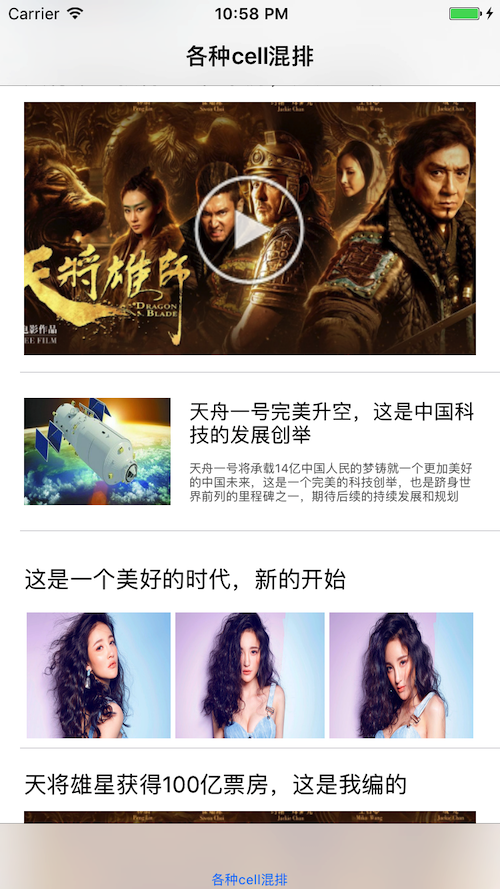 Carrier
10:58 PM
各种cell混排
天將雄師
DRAGON
BLADE
电影作品
EE FILM
天舟一号完美升空，这是中国科
技的发展创举
天舟一号将承载14亿中国人民的梦铸就一个更加美好
的中国未来，这是一个完美的科技创举，也是跻身世
界前列的里程碑之一，期待后续的持续发展和规划
这是一个美好的时代，新的开始
天将雄星获得100亿票房，这是我编的
各种cell混排